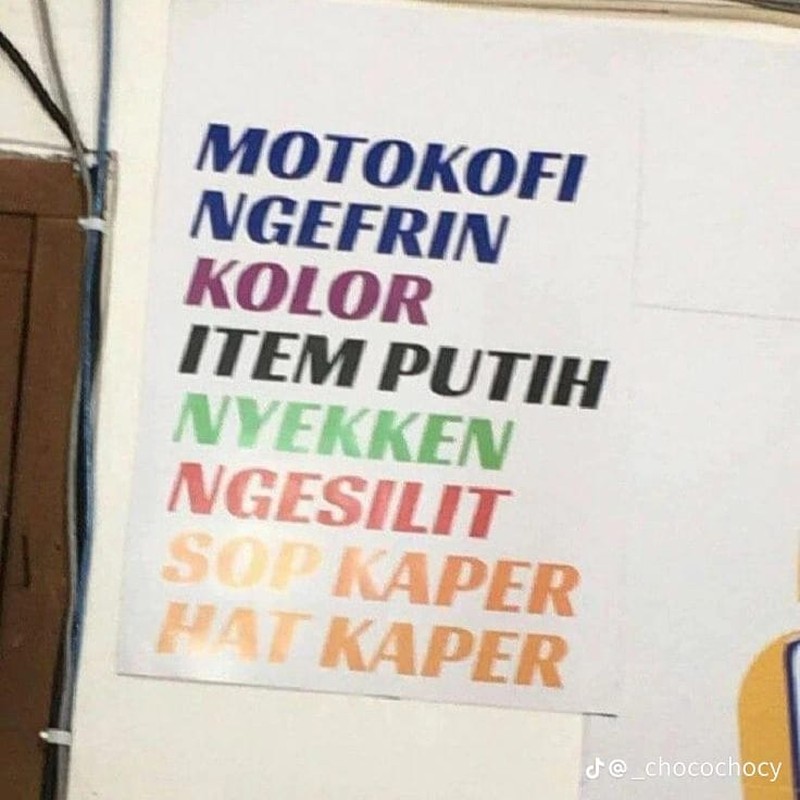 MOTOKOFI
NGEFRIN
KOLOR
ITEM PUTIH
NYEKKEN
NGESILIT
SOP KAPER
HAT KAPER
@_chocochocy